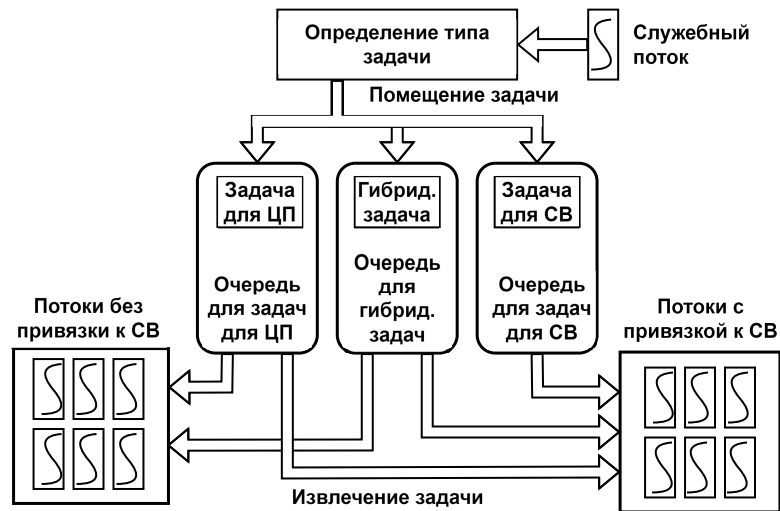 Определение типа
задачи
Служебный
поток
Помещение задачи
Задача
для ЦП
Гибрид.
задача
Задача
для СВ
Очередь
для задач
для ЦП
Очередь
для
гибрид.
задач
Очередь
для задач
для СВ
Потоки без
привязки к СВ
Потоки с
привязкой к СВ
Извлечение задачи